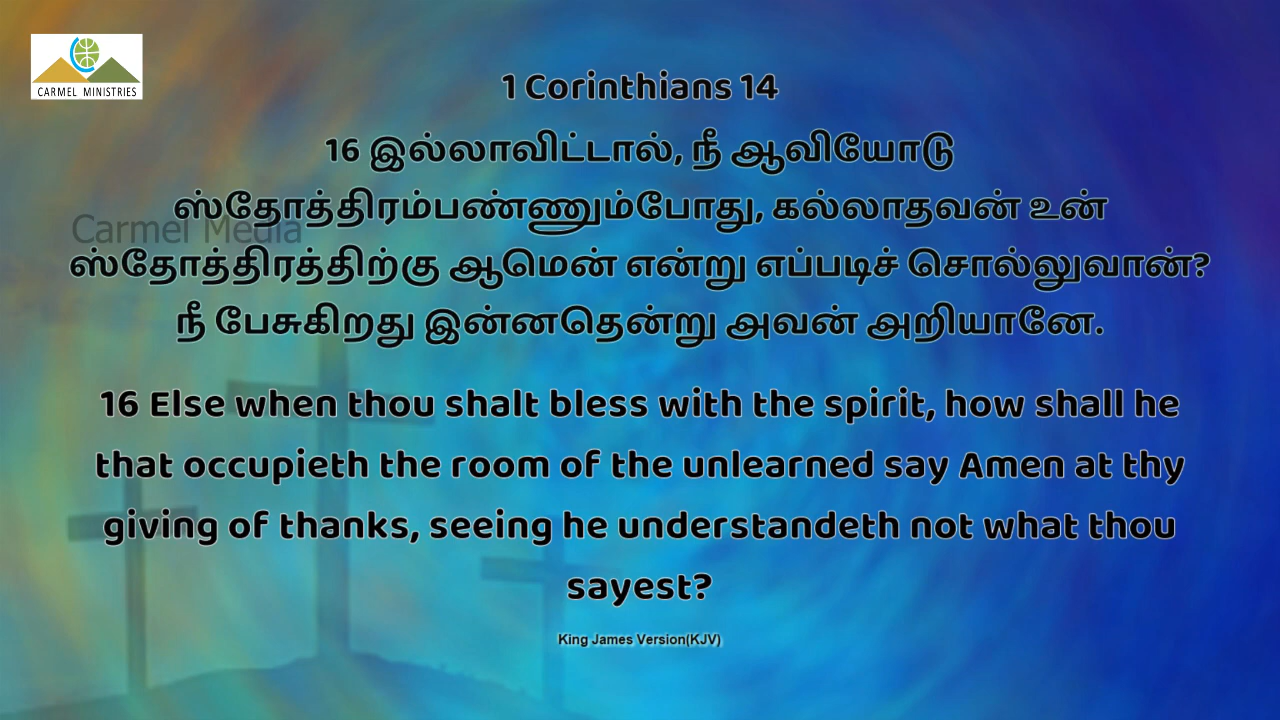 CARMEL MINISTRIES
1 Corinthians 14
16 இல்லாவிட்டால், நீ ஆவியோடு
ஸ்தோத்திரம்பண்ணும்போது, கல்லாதவன் உன்
Carmel Media
ஸ்தோத்திரத்திற்கு ஆமென் என்று எப்படிச் சொல்லுவான்?
நீ பேசுகிறது இன்னதென்று அவன் அறியானே.
16 Else when thou shalt bless with the spirit, how shall he
that occupieth the room of the unlearned say Amen at thy
giving of thanks, seeing he understandeth not what thou
sayest?
King James Version(KJV)